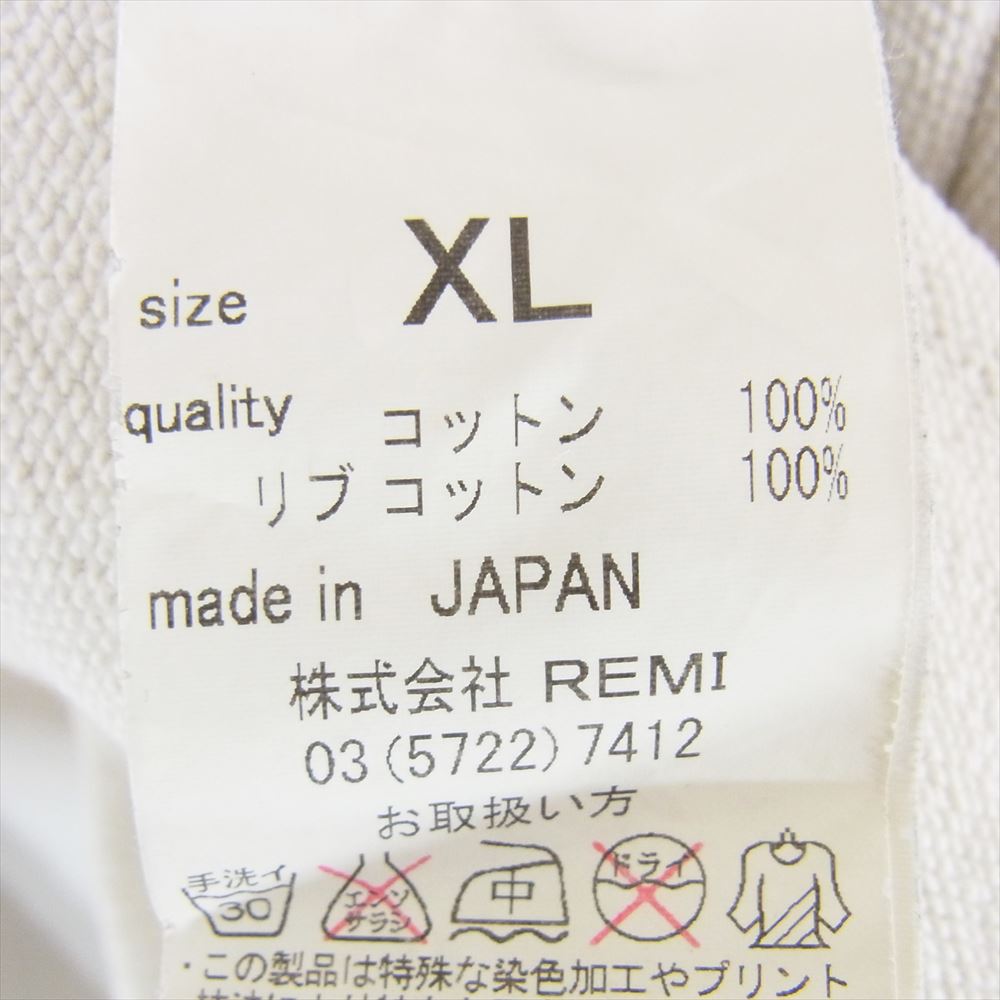 size XL
quality コットン 100%
リブ コットン 100%
made in JAPAN
株式会社 REMI
03(5722)7412
お取扱い方
手洗イ 30 エンソ サラシ 中 ドライ
・この製品は特殊な染色加工やプリント